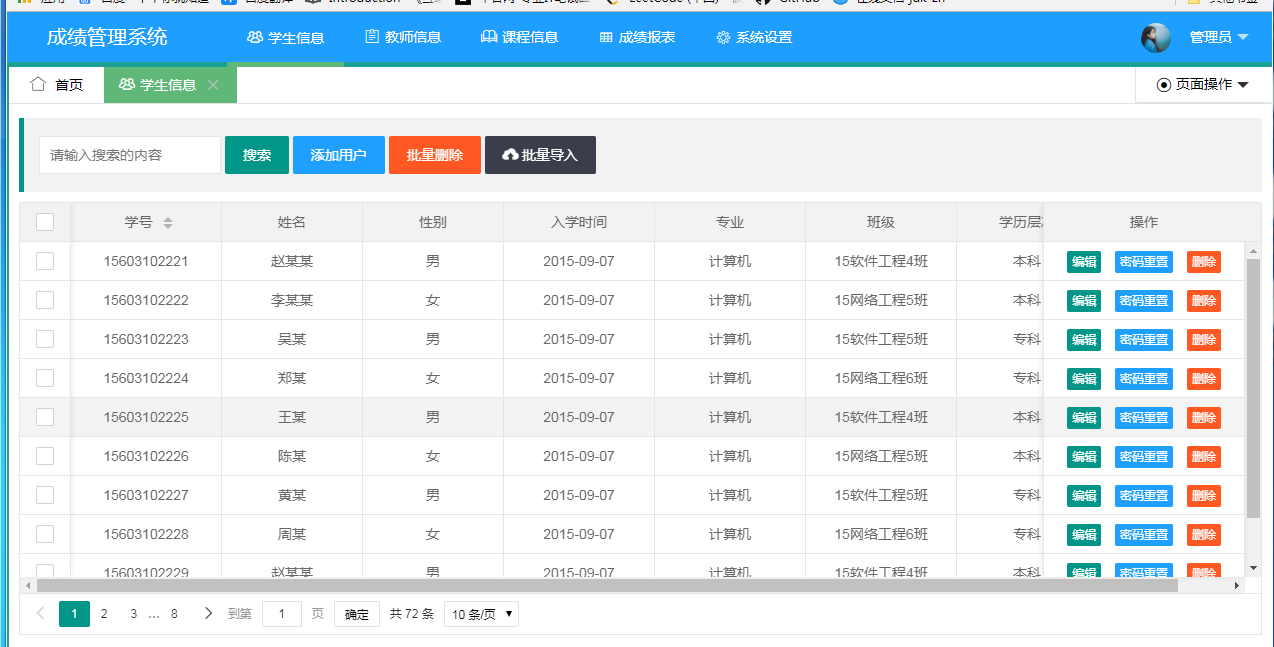 成绩管理系统 学生信息 教师信息 课程信息 成绩报表 系统设置 管理员
首页 学生信息 页面操作
请输入搜索的内容 搜索 添加用户 批量删除 批量导入
学号 姓名 性别 入学时间 专业 班级 学历层 操作
15603102221 赵某某 男 2015-09-07 计算机 15软件工程4班 本科 编辑 密码重置 删除
15603102222 李某某 女 2015-09-07 计算机 15网络工程5班 本科 编辑 密码重置 删除
15603102223 吴某 男 2015-09-07 计算机 15软件工程5班 专科 编辑 密码重置 删除
15603102224 郑某 女 2015-09-07 计算机 15网络工程6班 专科 编辑 密码重置 删除
15603102225 王某 男 2015-09-07 计算机 15软件工程4班 本科 编辑 密码重置 删除
15603102226 陈某 女 2015-09-07 计算机 15网络工程5班 本科 编辑 密码重置 删除
15603102227 黄某 男 2015-09-07 计算机 15软件工程5班 专科 编辑 密码重置 删除
15603102228 周某 女 2015-09-07 计算机 15网络工程6班 专科 编辑 密码重置 删除
15603102229 赵某某 男 2015-09-07 计算机 15软件工程4班 本科 编辑 密码重置 删除
1 2 3 ... 8 到第 1 页 确定 共 72 条 10 条/页